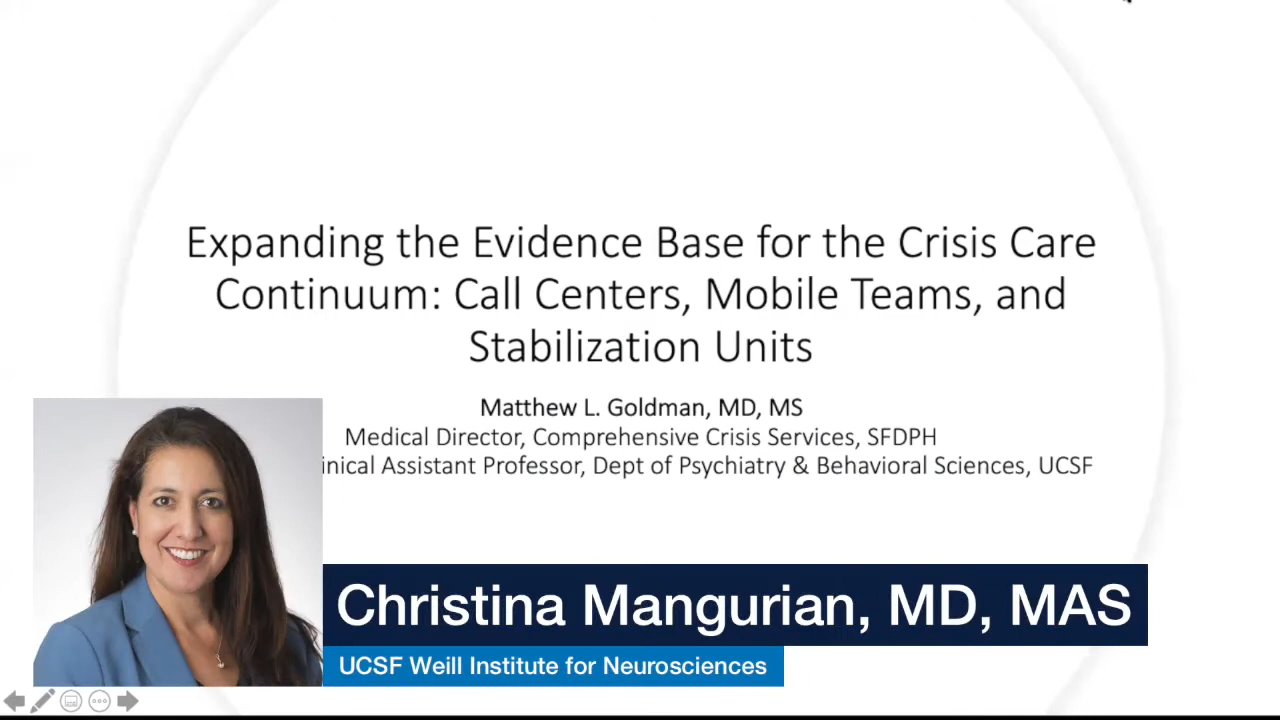 Expanding the Evidence Base for the Crisis Care
Continuum: Call Centers, Mobile Teams, and
Stabilization Units
Matthew L. Goldman, MD, MS
Medical Director, Comprehensive Crisis Services, SFDPH
inical Assistant Professor, Dept of Psychiatry & Behavioral Sciences, UCSF
Christina Mangurian, MD, MAS
UCSF Weill Institute for Neurosciences